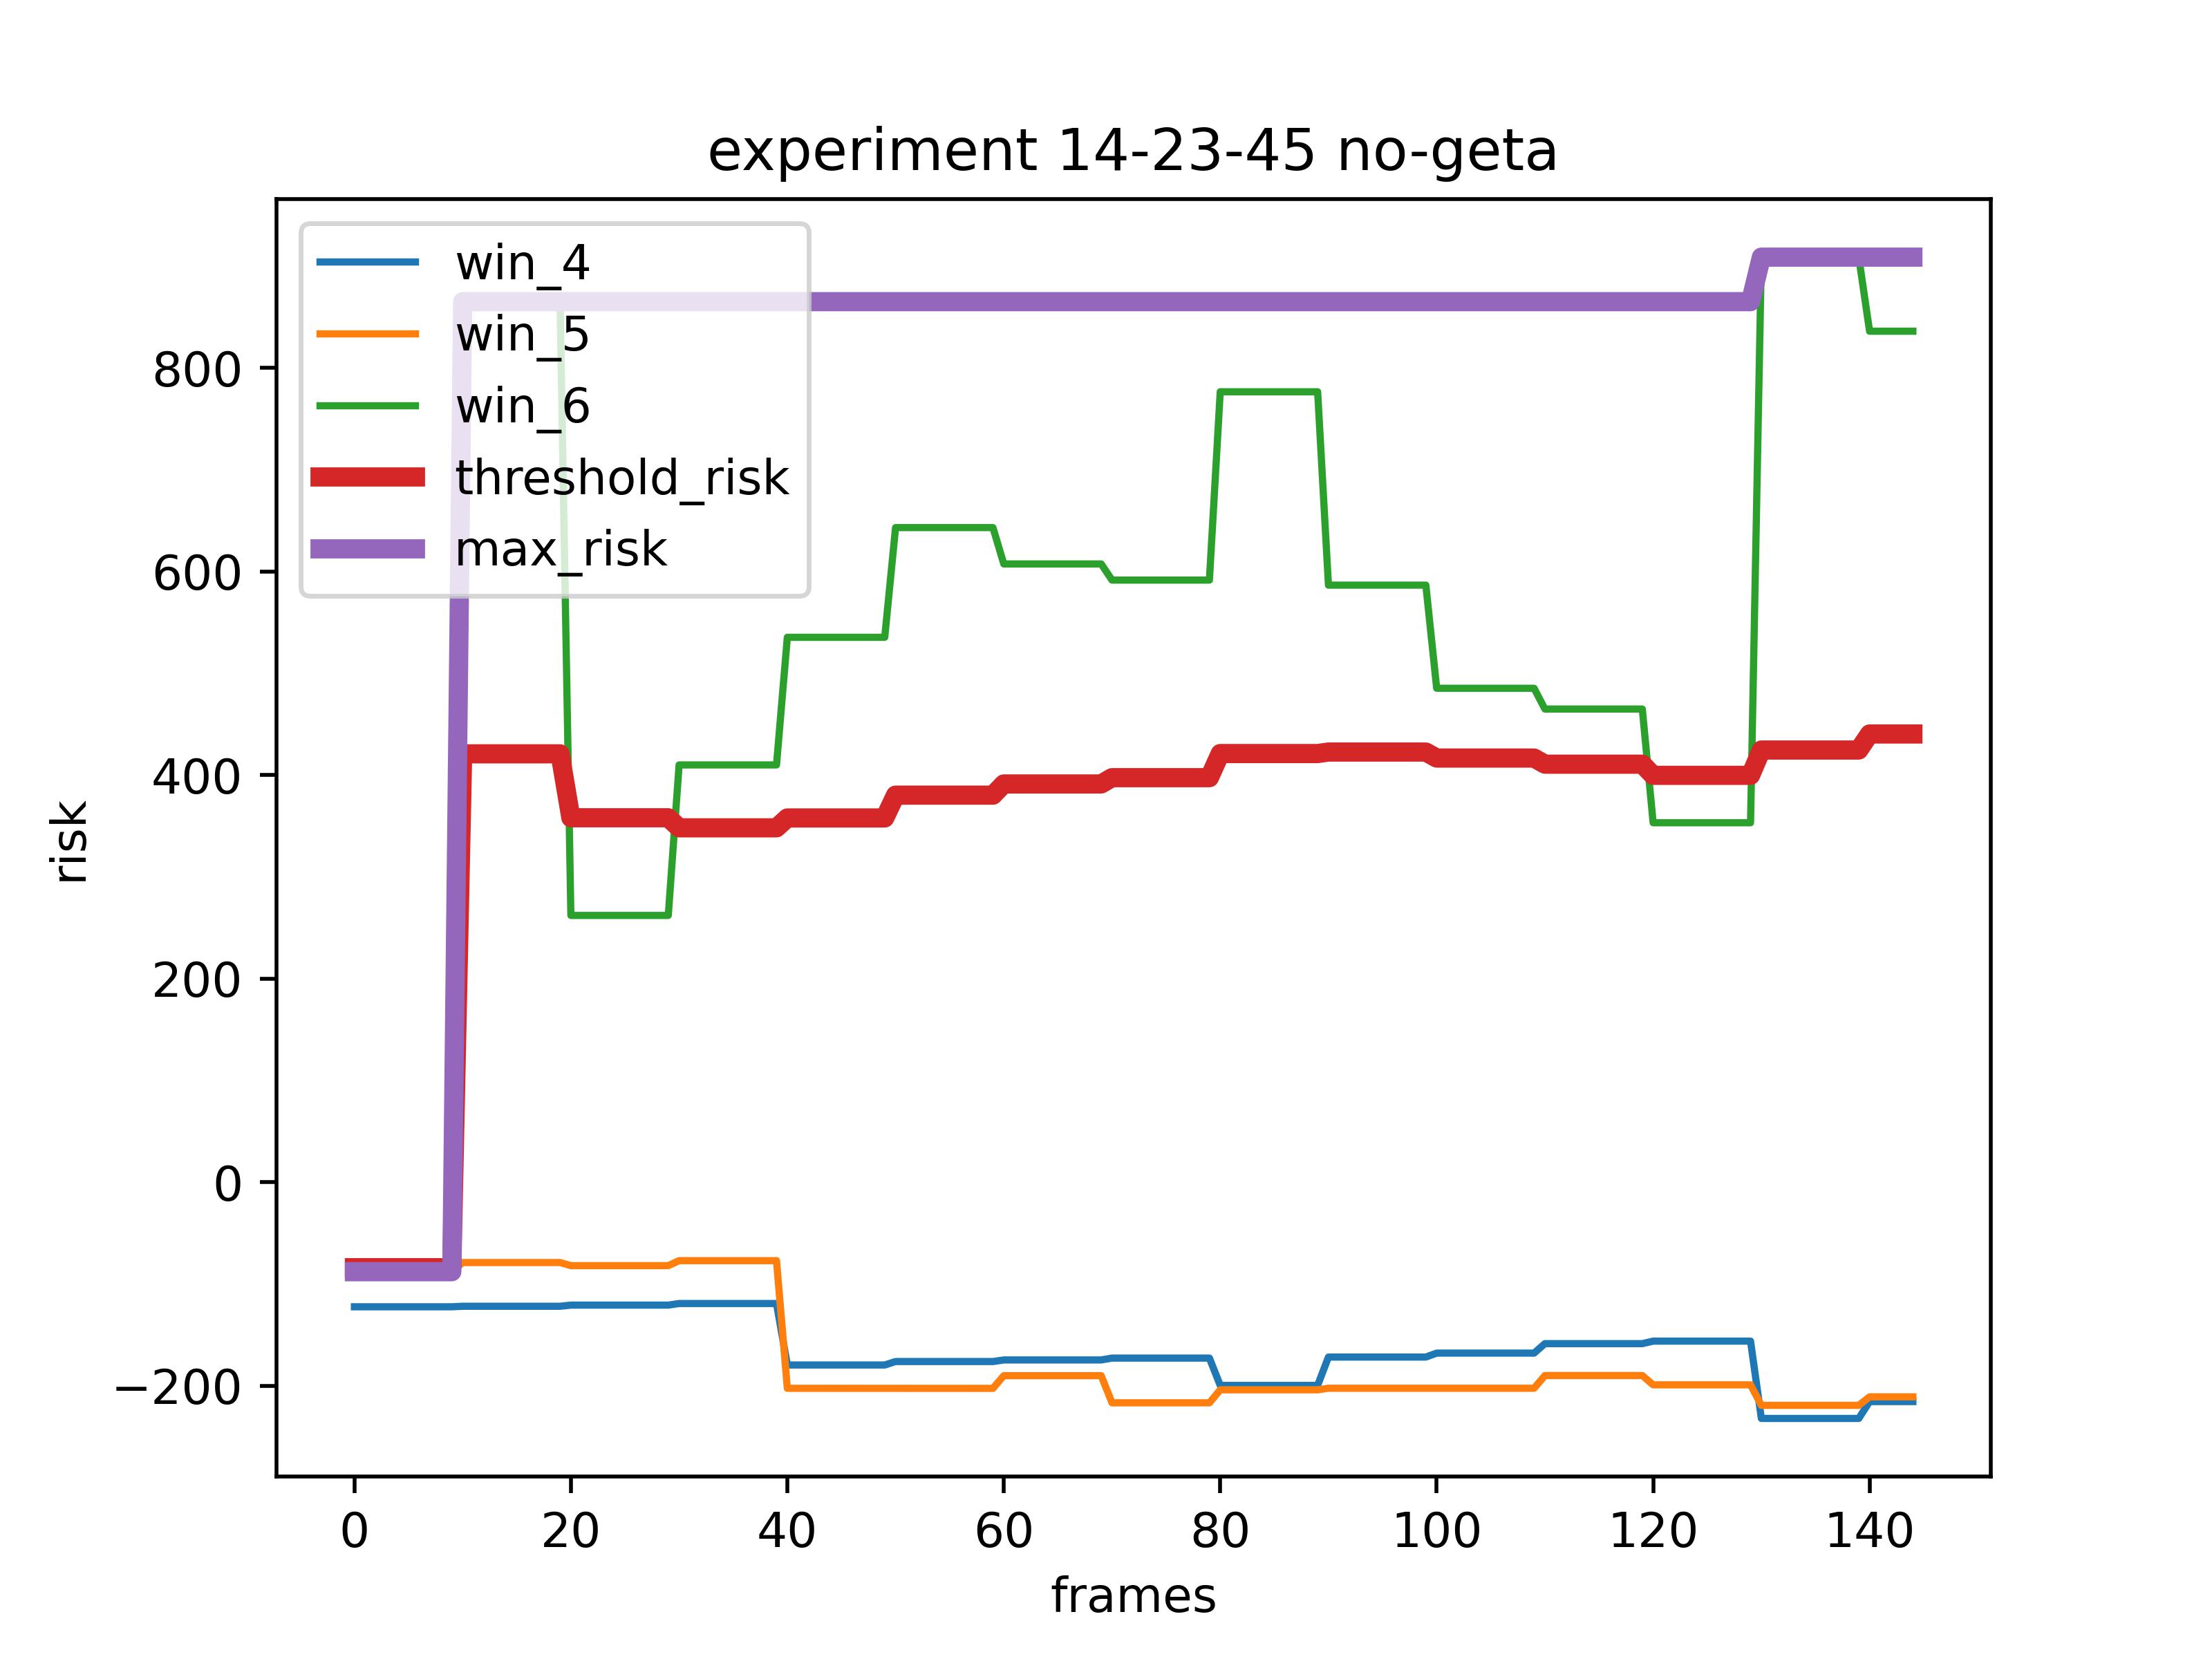 experiment 14-23-45 no-geta
win_4
win_5
win_6
threshold_risk
max_risk
risk
800
600
400
200
0
−200
0 20 40 60 80 100 120 140
frames